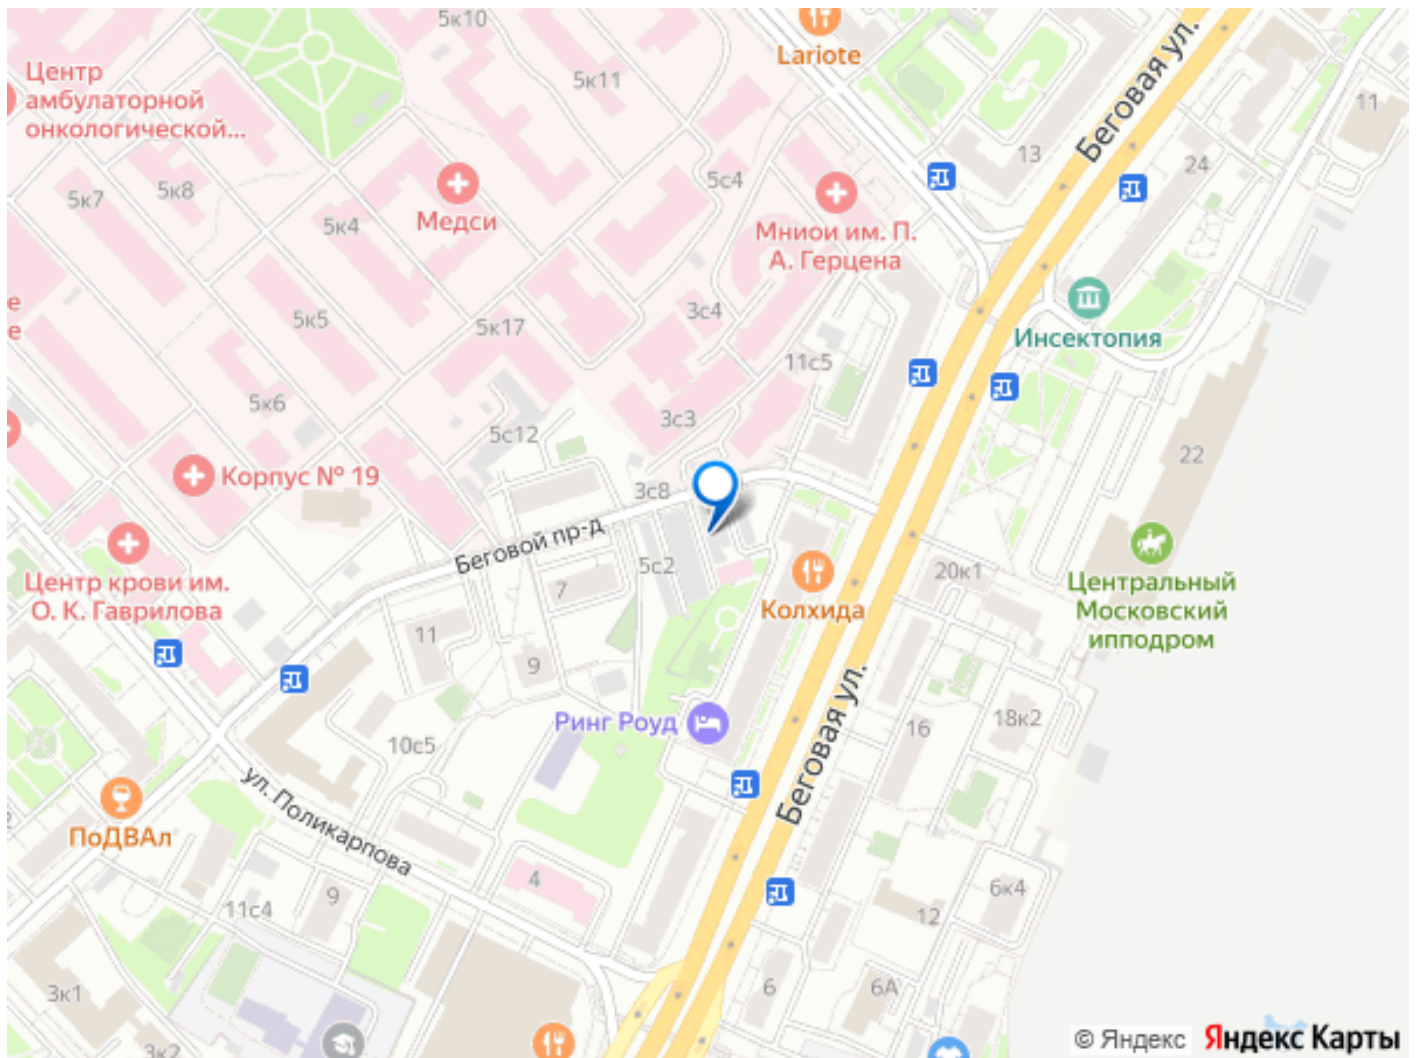 5к10
Lariote
Центр
амбулаторной
онкологической...
5к11
Беговая ул.
11
13
24
5к7
5к8
5к4
Медси
5с4
Мниои им. П.
А. Герцена
е
е
5к5
5к17
3с4
Инсектопия
11с5
5к6
5с12
3с3
22
Корпус № 19
3с8
Беговой пр-д
5с2
7
Центр крови им.
О. К. Гаврилова
Колхида
20к1
Центральный
Московский
ипподром
11
9
Ринг Роуд
Беговая ул.
16
18к2
10с5
ул. Поликарпова
ПоДВАл
4
9
11с4
6к4
12
3к1
6
6А
3к2
© Яндекс Яндекс Карты